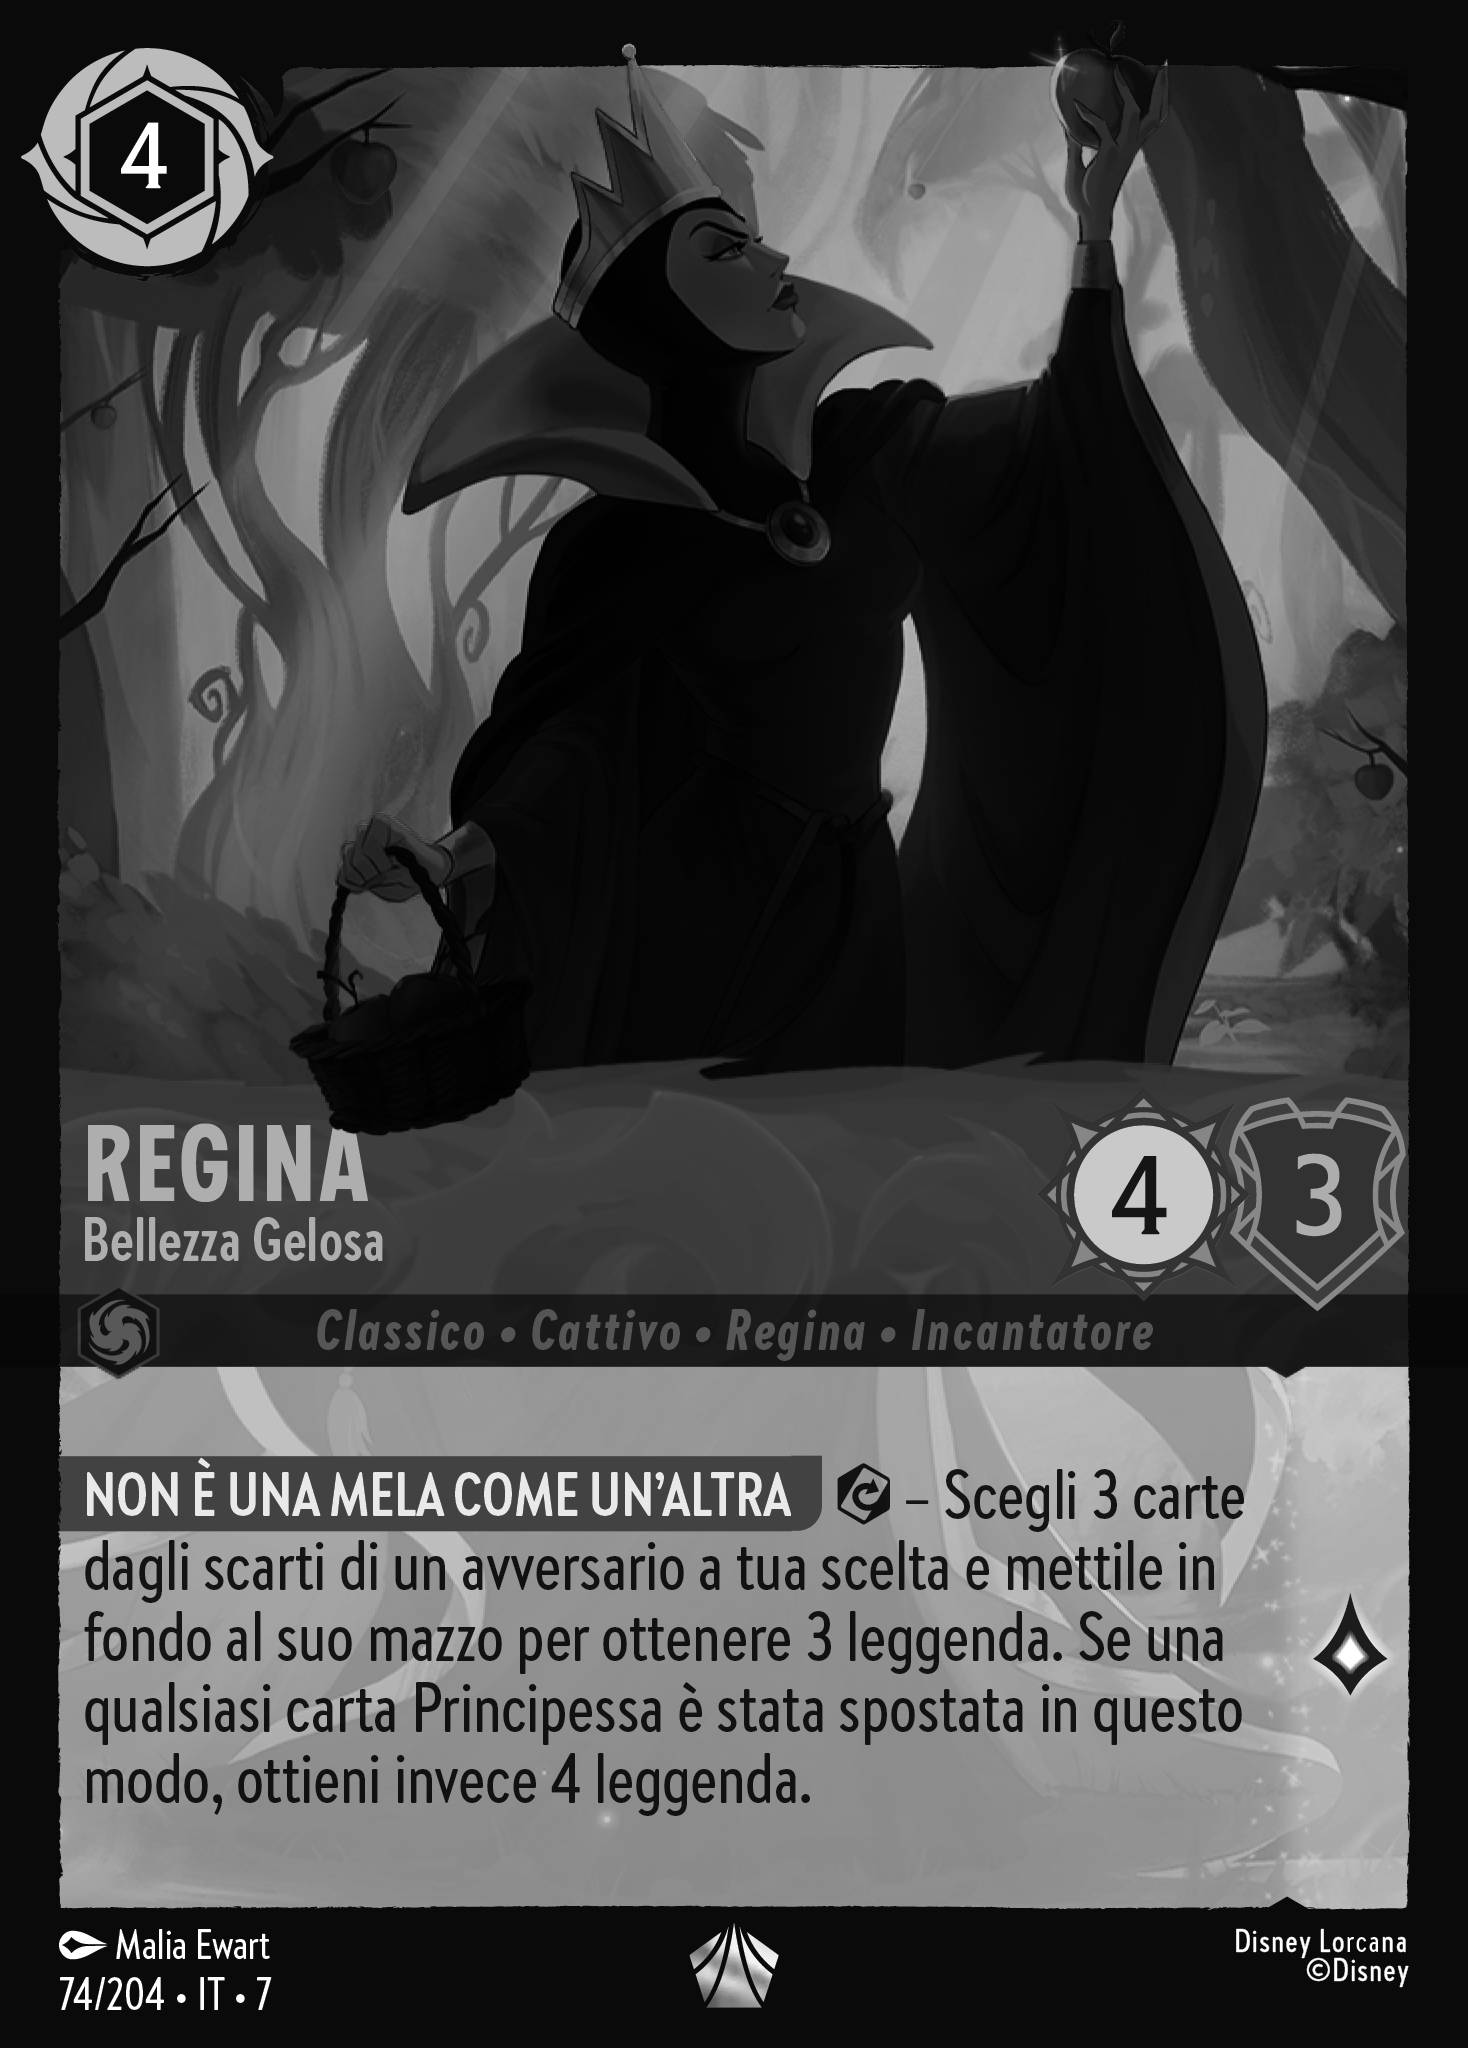 4
REGINA
Bellezza Gelosa
4 3
Classico • Cattivo • Regina • Incantatore
NON È UNA MELA COME UN’ALTRA – Scegli 3 carte
dagli scarti di un avversario a tua scelta e mettile in
fondo al suo mazzo per ottenere 3 leggenda. Se una
qualsiasi carta Principessa è stata spostata in questo
modo, ottieni invece 4 leggenda.
Malia Ewart
74/204 • IT • 7
Disney Lorcana
©Disney